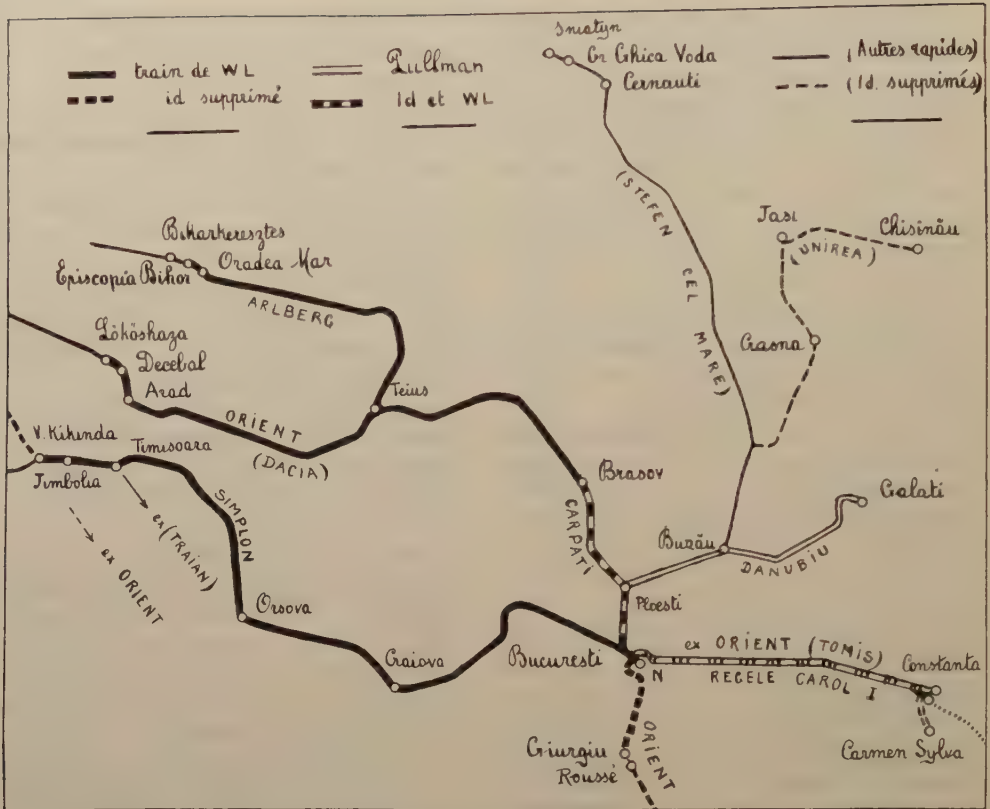 Sniatyn
Gr Ghica Voda
Cernauti
train de WL
id supprimé
Pullman
Id et WL
(Autres rapides)
(Id. supprimés)
(STEFEN CEL MARE)
Jasi
Chisinău
(UNIREA)
Crasna
Biharkeresztes
Episcopia Bihor
Oradea Mar
ARLBERG
Lököshaza
Decebal
Arad
ORIENT
(DACIA)
Teius
V. Kikinda
Timisoara
Jimbolia
SIMPLON
ex (TRAIAN)
ex ORIENT
Brasov
CARPATI
Galati
Buzău
DANUBIU
Ploesti
Orsova
Craiova
Bucuresti
N
ex ORIENT (TOMIS)
REGELE CAROL I
Constanta
Carmen Sylva
Giurgiu
Roussé
ORIENT